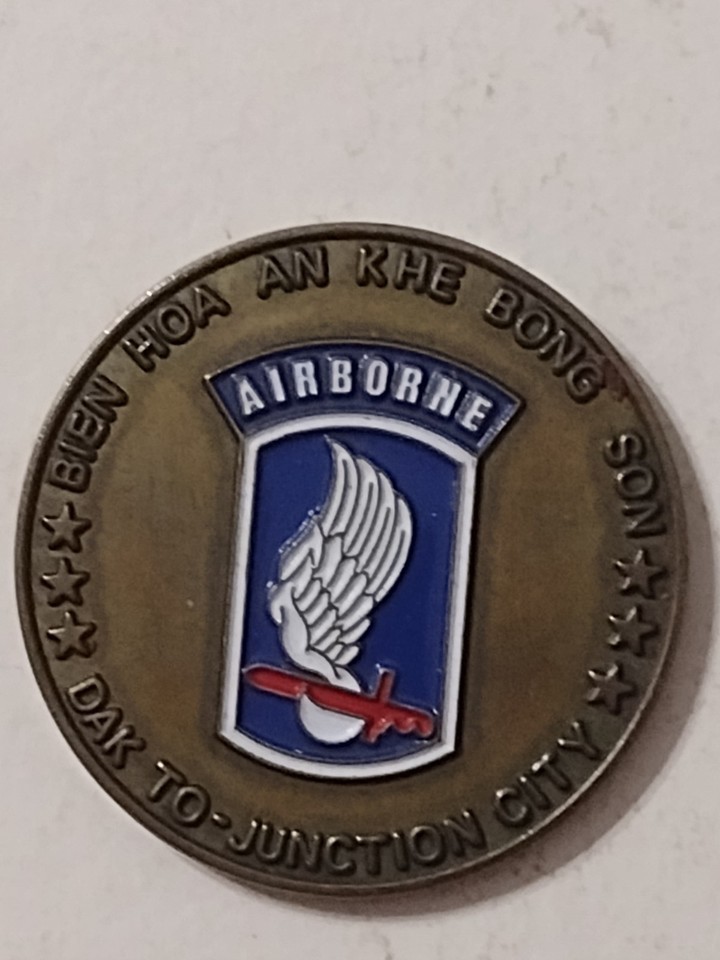 BIEN HOA AN KHE BONG SON
AIRBORNE
DAK TO-JUNCTION CITY